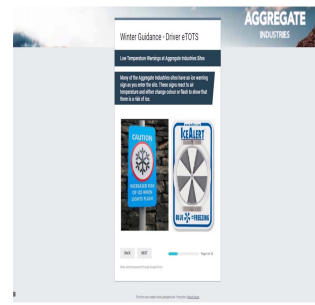 AGGREGATE
INDUSTRIES
Winter Guidance - Driver eTOTS
Low Temperature Warnings at Aggregate Industries Sites
Many of the Aggregate Industries sites have an ice warning
sign as you enter the site. These signs react to air
temperature and either change colour or flash to show that
there is a risk of ice.
CAUTION
INCREASED RISK
OF ICE WHEN
LIGHTS FLASH
ICEALERT
BLUE = FREEZING
BACK
NEXT